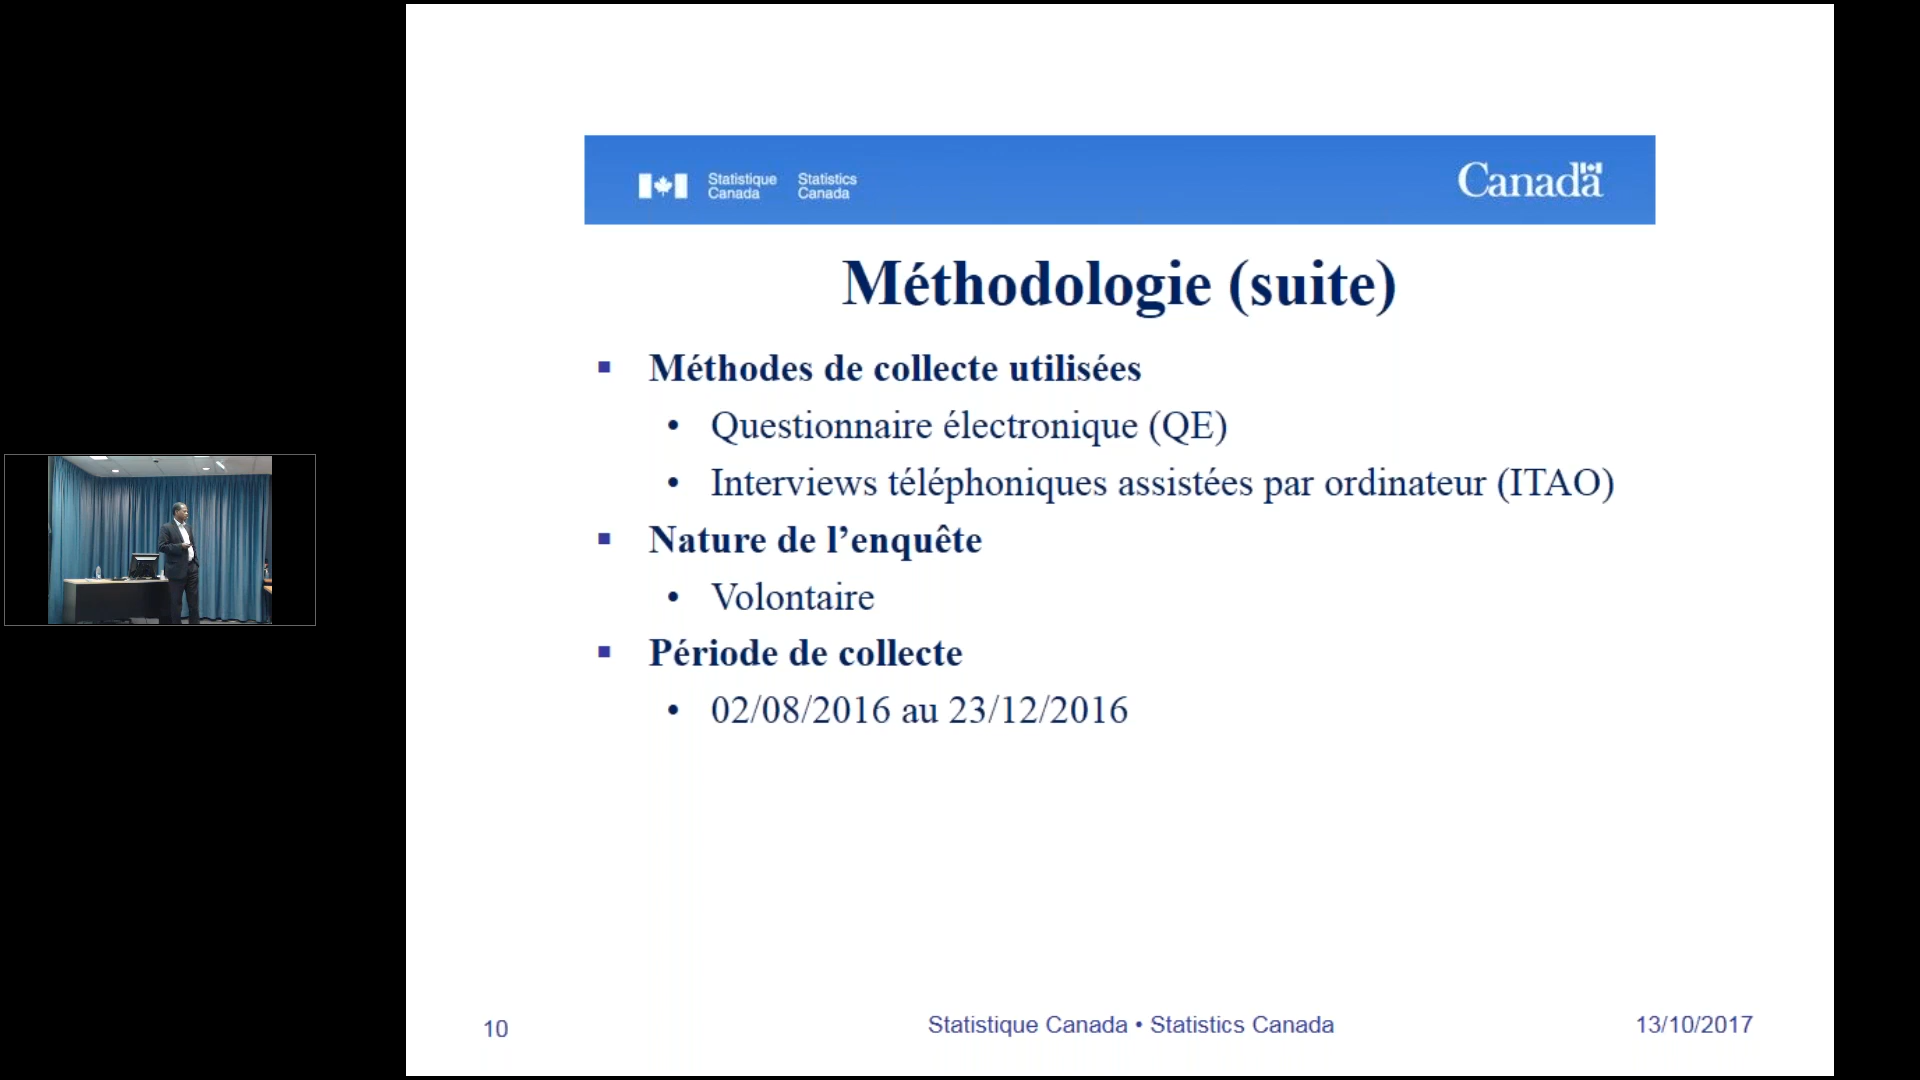 Statistique Canada
Statistics Canada
Canada
Méthodologie (suite)
▪ Méthodes de collecte utilisées
• Questionnaire électronique (QE)
• Interviews téléphoniques assistées par ordinateur (ITAO)
▪ Nature de l’enquête
• Volontaire
▪ Période de collecte
• 02/08/2016 au 23/12/2016
10
Statistique Canada • Statistics Canada
13/10/2017